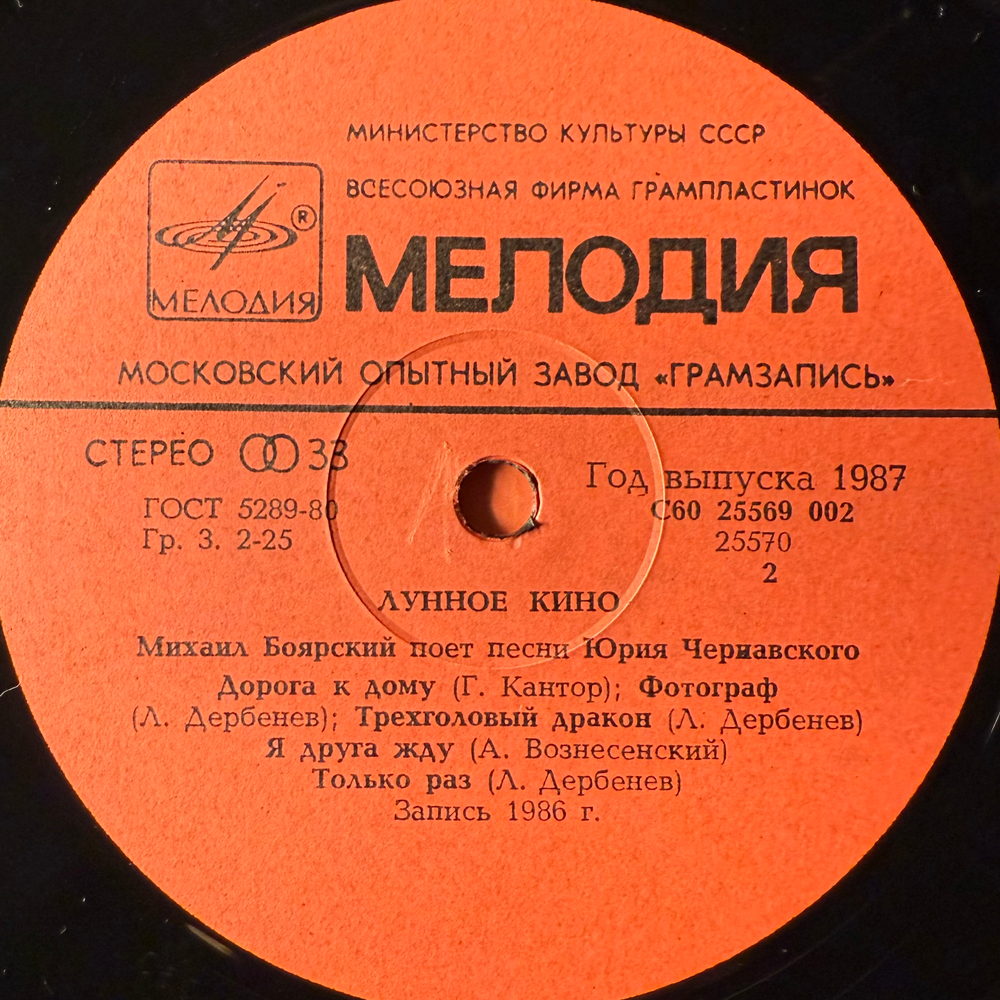 МИНИСТЕРСТВО КУЛЬТУРЫ СССР
ВСЕСОЮЗНАЯ ФИРМА ГРАМПЛАСТИНОК
®
МЕЛОДИЯ
МЕЛОДИЯ
МОСКОВСКИЙ ОПЫТНЫЙ ЗАВОД «ГРАМЗАПИСЬ»
СТЕРЕО 33
ГОСТ 5289-80
Гр. 3. 2-25
Год выпуска 1987
С60 25569 002
25570
2
ЛУННОЕ КИНО
Михаил Боярский поет песни Юрия Чернавского
Дорога к дому (Г. Кантор); Фотограф
(Л. Дербенев); Трехголовый дракон (Л. Дербенев)
Я друга жду (А. Вознесенский)
Только раз (Л. Дербенев)
Запись 1986 г.